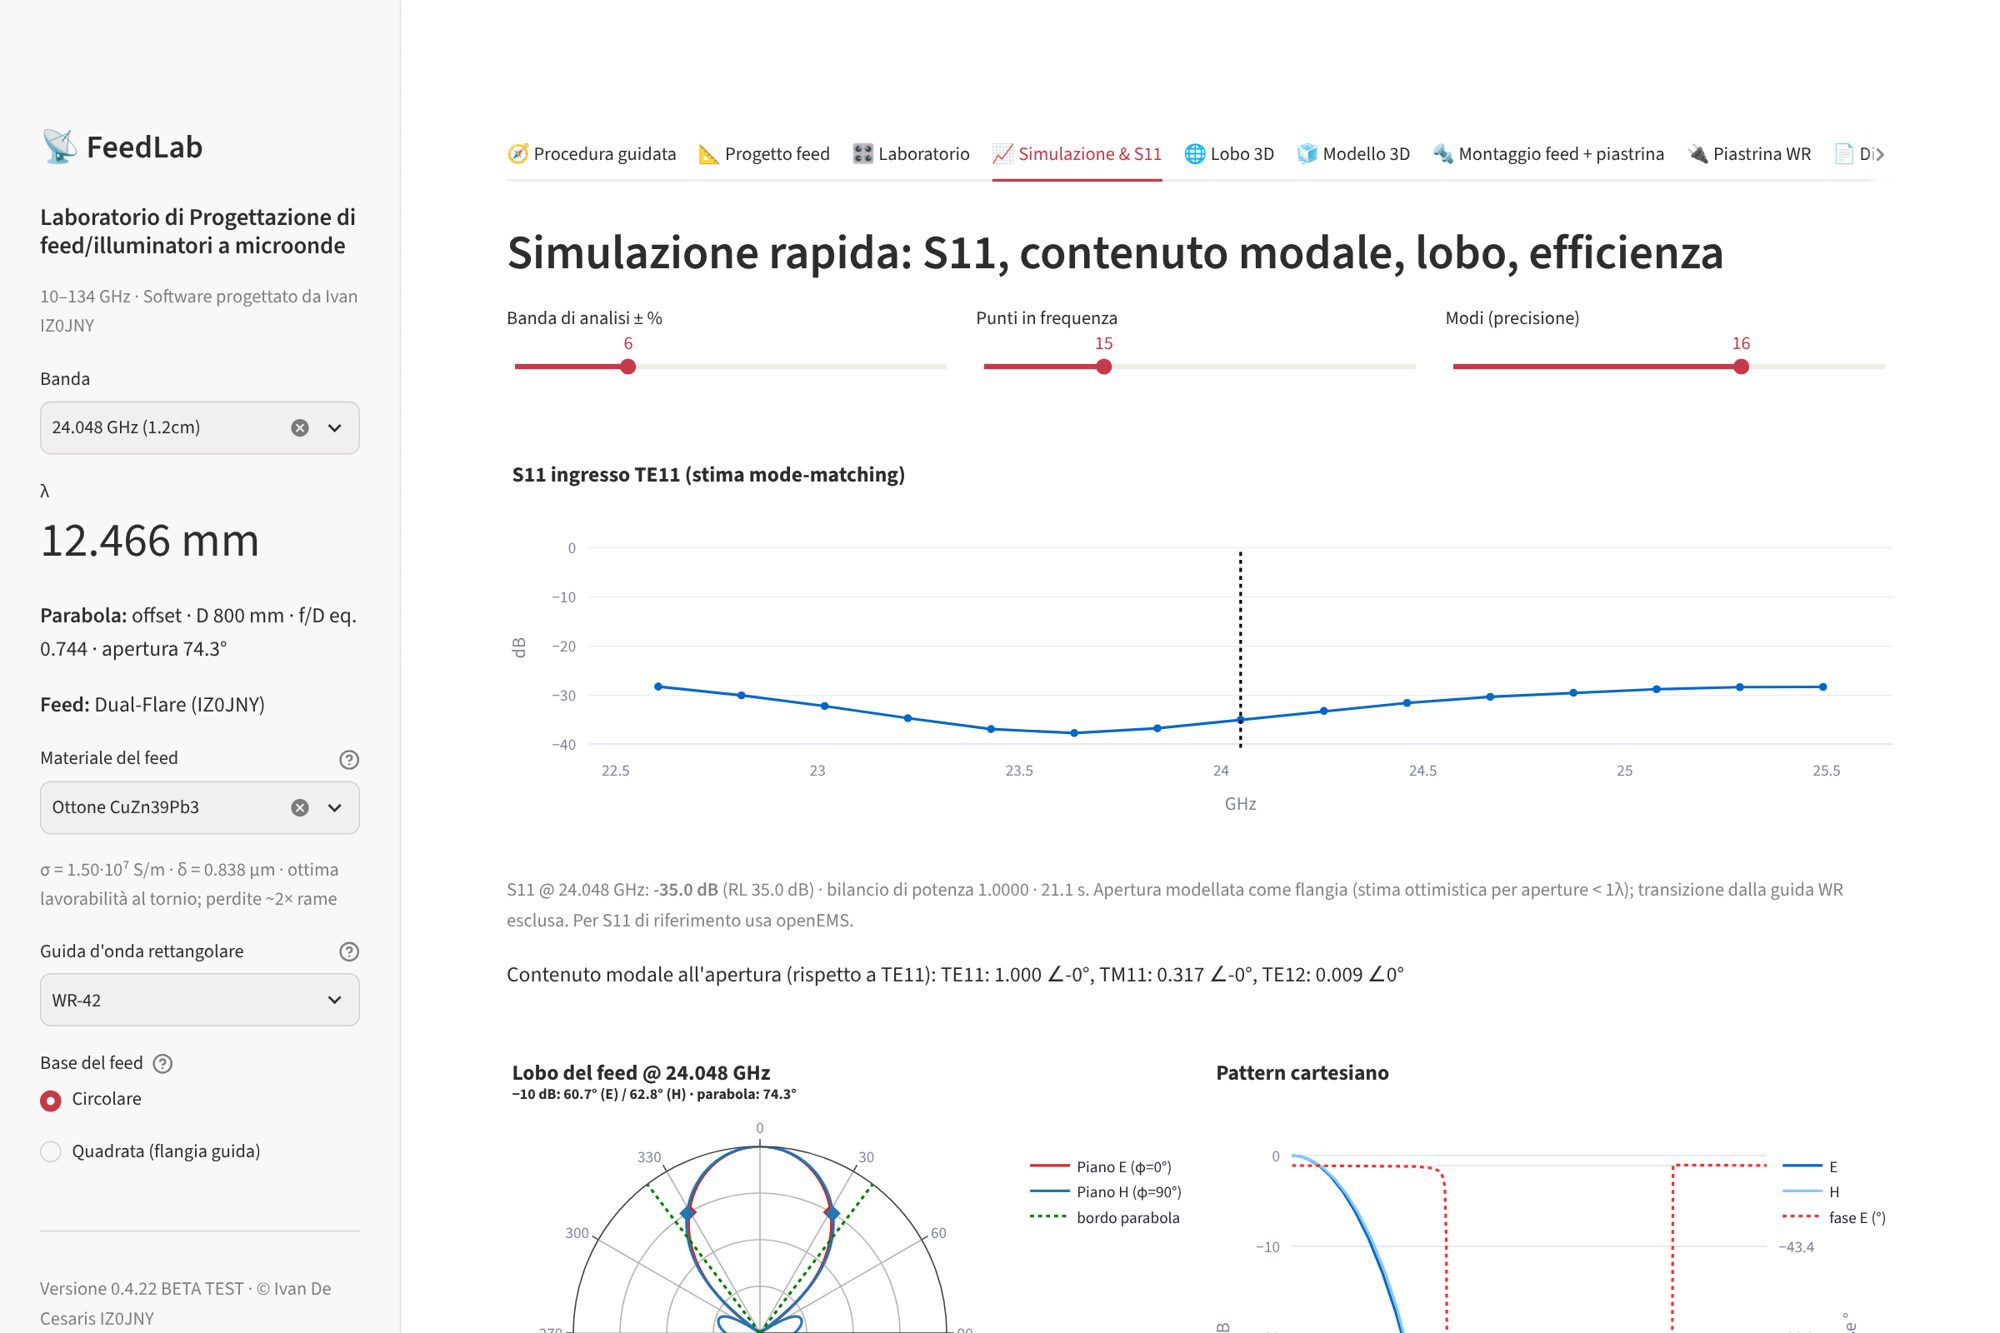 FeedLab
Laboratorio di Progettazione di
feed/illuminatori a microonde
10–134 GHz · Software progettato da Ivan
IZ0JNY
Banda
24.048 GHz (1.2cm)
λ
12.466 mm
Parabola: offset · D 800 mm · f/D eq.
0.744 · apertura 74.3°
Feed: Dual-Flare (IZ0JNY)
Materiale del feed
Ottone CuZn39Pb3
σ = 1.50·10⁷ S/m · δ = 0.838 µm · ottima
lavorabilità al tornio; perdite ~2× rame
Guida d'onda rettangolare
WR-42
Base del feed
Circolare
Quadrata (flangia guida)
Versione 0.4.22 BETA TEST · © Ivan De
Cesaris IZ0JNY
Procedura guidata Progetto feed Laboratorio Simulazione & S11 Lobo 3D Modello 3D Montaggio feed + piastrina Piastrina WR
Simulazione rapida: S11, contenuto modale, lobo, efficienza
Banda di analisi ± % Punti in frequenza Modi (precisione)
6 15 16
S11 ingresso TE11 (stima mode-matching)
0
−10
−20
−30
−40
dB
22.5 23 23.5 24 24.5 25 25.5
GHz
S11 @ 24.048 GHz: -35.0 dB (RL 35.0 dB) · bilancio di potenza 1.0000 · 21.1 s. Apertura modellata come flangia (stima ottimistica per aperture < 1λ); transizione dalla guida WR
esclusa. Per S11 di riferimento usa openEMS.
Contenuto modale all'apertura (rispetto a TE11): TE11: 1.000 ∠-0°, TM11: 0.317 ∠-0°, TE12: 0.009 ∠0°
Lobo del feed @ 24.048 GHz
−10 dB: 60.7° (E) / 62.8° (H) · parabola: 74.3°
0
330 30
300 60
Piano E (ϕ=0°)
Piano H (ϕ=90°)
bordo parabola
Pattern cartesiano
0
−10
−43.4
E
H
fase E (°)